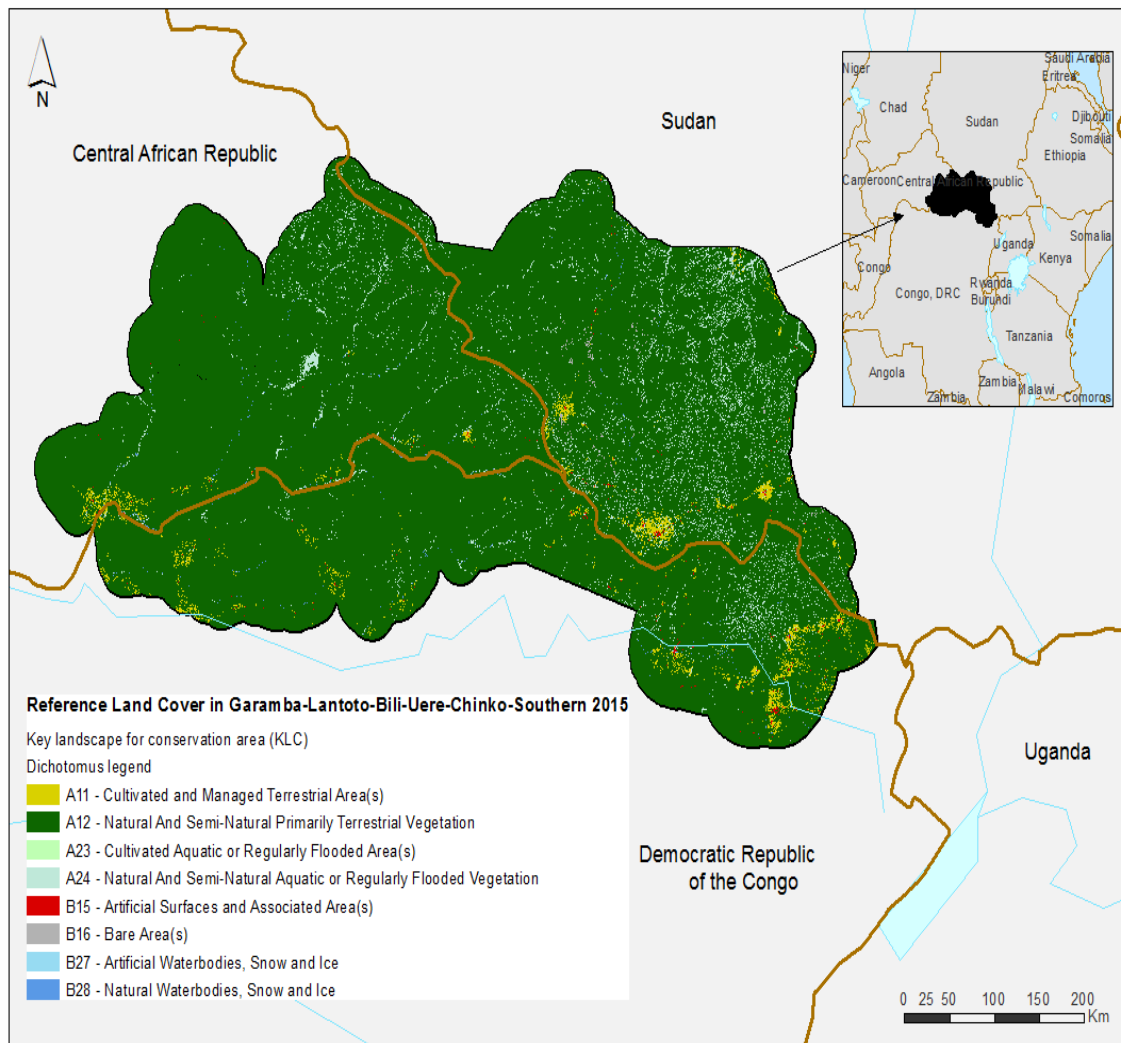 N
Central African Republic
Sudan
Niger
Chad
Sudan
Saudi Arabia
Eritrea
Djibouti
Somalia
Ethiopia
Cameroon
Central African Republic
Uganda
Somalia
Kenya
Congo
Rwanda
Congo, DRC
Burundi
Tanzania
Angola
Zambia
Malawi
Zambia
Comoros
Reference Land Cover in Garamba-Lantoto-Bili-Uere-Chinko-Southern 2015
Key landscape for conservation area (KLC)
Dichotomus legend
A11 - Cultivated and Managed Terrestrial Area(s)
A12 - Natural And Semi-Natural Primarily Terrestrial Vegetation
A23 - Cultivated Aquatic or Regularly Flooded Area(s)
A24 - Natural And Semi-Natural Aquatic or Regularly Flooded Vegetation
B15 - Artificial Surfaces and Associated Area(s)
B16 - Bare Area(s)
B27 - Artificial Waterbodies, Snow and Ice
B28 - Natural Waterbodies, Snow and Ice
Uganda
Democratic Republic
of the Congo
0 25 50 100 150 200
Km